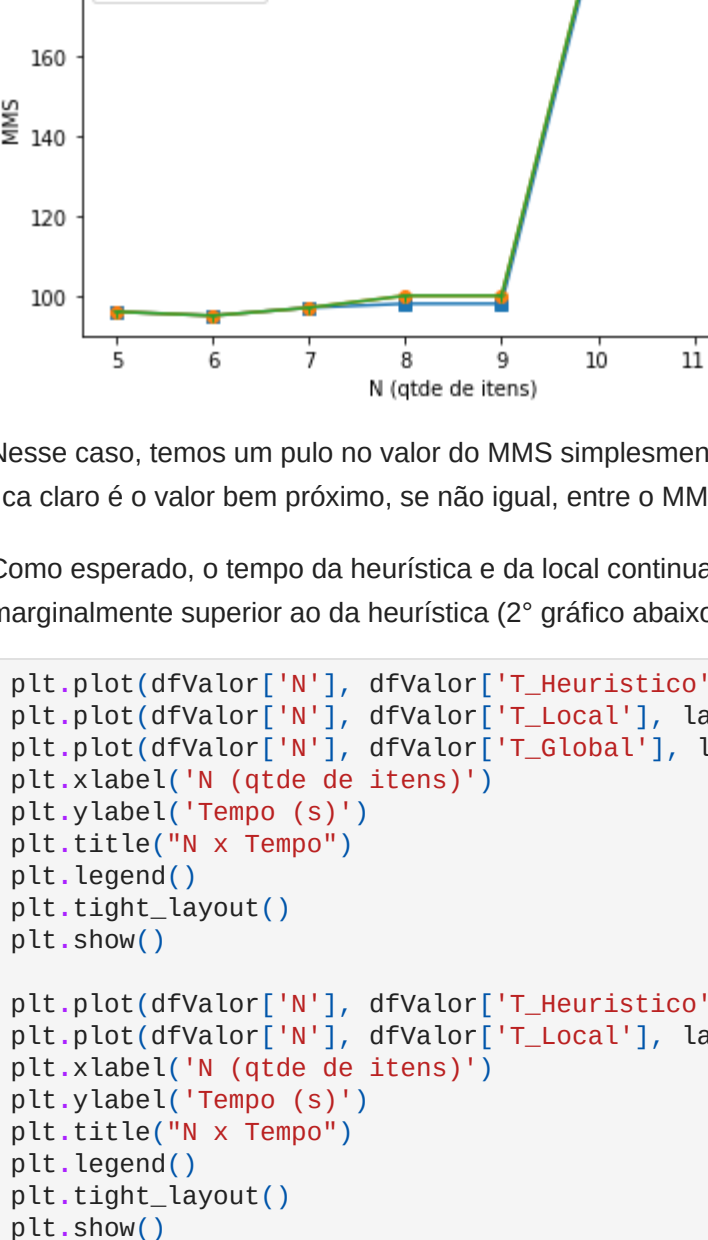 160
140
120
100
MMS
5 6 7 8 9 10 11
N (qtde de itens)
Nesse caso, temos um pulo no valor do MMS simplesmen
ica claro é o valor bem próximo, se não igual, entre o MM
Como esperado, o tempo da heurística e da local continua
marginalmente superior ao da heurística (2° gráfico abaixo
plt.plot(dfValor['N'], dfValor['T_Heuristico'
plt.plot(dfValor['N'], dfValor['T_Local'], la
plt.plot(dfValor['N'], dfValor['T_Global'], l
plt.xlabel('N (qtde de itens)')
plt.ylabel('Tempo (s)')
plt.title("N x Tempo")
plt.legend()
plt.tight_layout()
plt.show()
plt.plot(dfValor['N'], dfValor['T_Heuristico'
plt.plot(dfValor['N'], dfValor['T_Local'], la
plt.xlabel('N (qtde de itens)')
plt.ylabel('Tempo (s)')
plt.title("N x Tempo")
plt.legend()
plt.tight_layout()
plt.show()